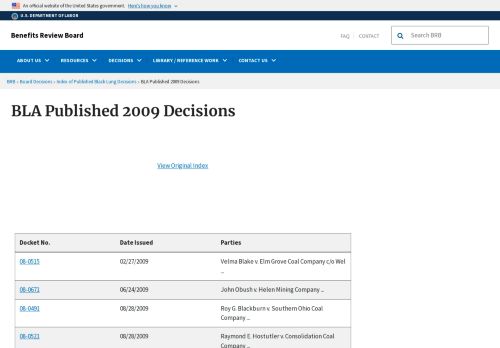 An official website of the United States government. Here's how you know
U.S. DEPARTMENT OF LABOR
Benefits Review Board
FAQ CONTACT
Search BRB
ABOUT US RESOURCES DECISIONS LIBRARY / REFERENCE WORK CONTACT US
BRB › Board Decisions › Index of Published Black Lung Decisions › BLA Published 2009 Decisions
BLA Published 2009 Decisions
View Original Index
Docket No. Date Issued Parties
08-0515 02/27/2009 Velma Blake v. Elm Grove Coal Company c/o Wel
...
08-0671 06/24/2009 John Obush v. Helen Mining Company ...
08-0491 08/28/2009 Roy G. Blackburn v. Southern Ohio Coal
Company ...
08-0521 08/28/2009 Raymond E. Hostutler v. Consolidation Coal
Company ...